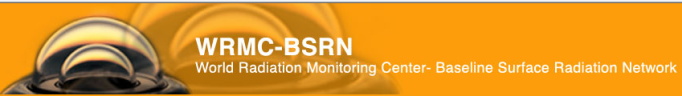 WRMC-BSRN
World Radiation Monitoring Center- Baseline Surface Radiation Network